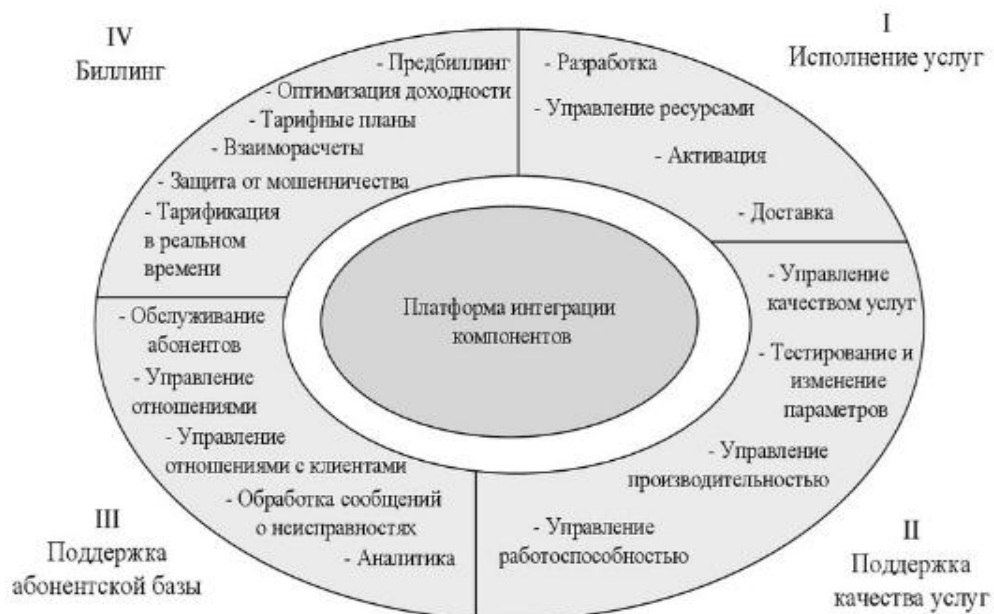 IV
Биллинг
- Предбиллинг
- Оптимизация доходности
- Тарифные планы
- Взаиморасчеты
- Защита от мошенничества
- Тарификация
в реальном
времени
I
Исполнение услуг
- Разработка
- Управление ресурсами
- Активация
- Доставка
Платформа интеграции
компонентов
- Управление
качеством услуг
- Тестирование и
изменение
параметров
- Управление
производительностью
- Управление
работоспособностью
II
Поддержка
качества услуг
- Обслуживание
абонентов
- Управление
отношениями
- Управление
отношениями с клиентами
- Обработка сообщений
о неисправностях
- Аналитика
III
Поддержка
абонентской базы